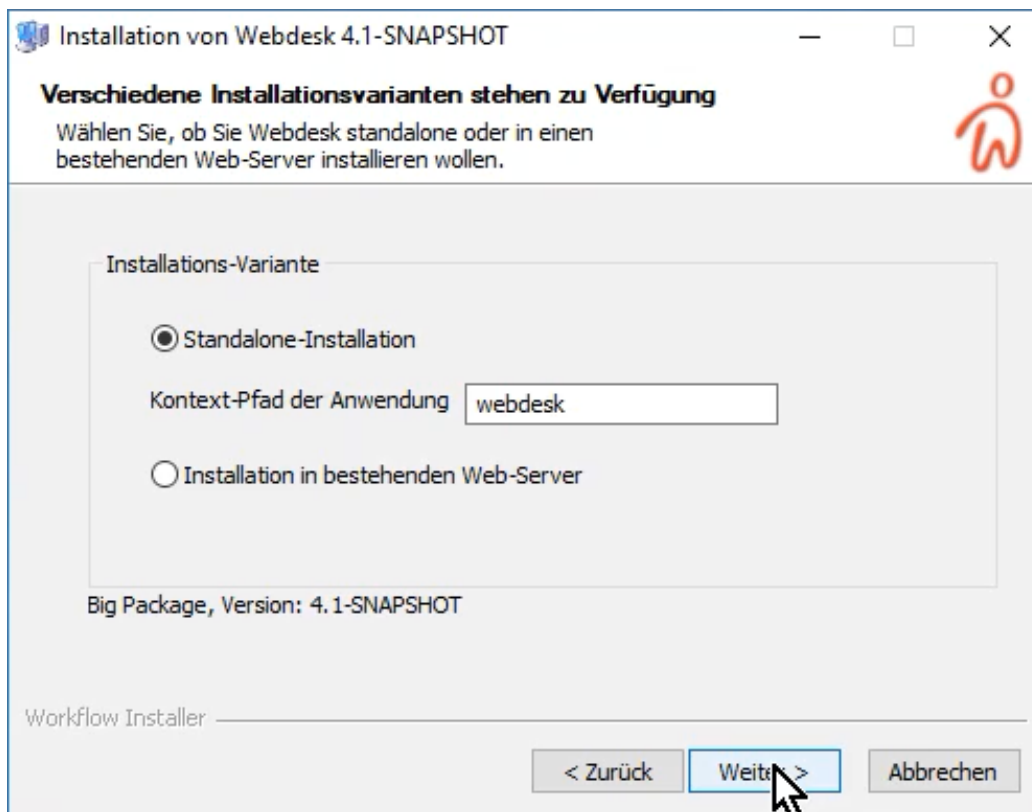 Installation von Webdesk 4.1-SNAPSHOT
Verschiedene Installationsvarianten stehen zu Verfügung
Wählen Sie, ob Sie Webdesk standalone oder in einen
bestehenden Web-Server installieren wollen.
Installations-Variante
Standalone-Installation
Kontext-Pfad der Anwendung webdesk
Installation in bestehenden Web-Server
Big Package, Version: 4.1-SNAPSHOT
Workflow Installer
< Zurück Weiter > Abbrechen